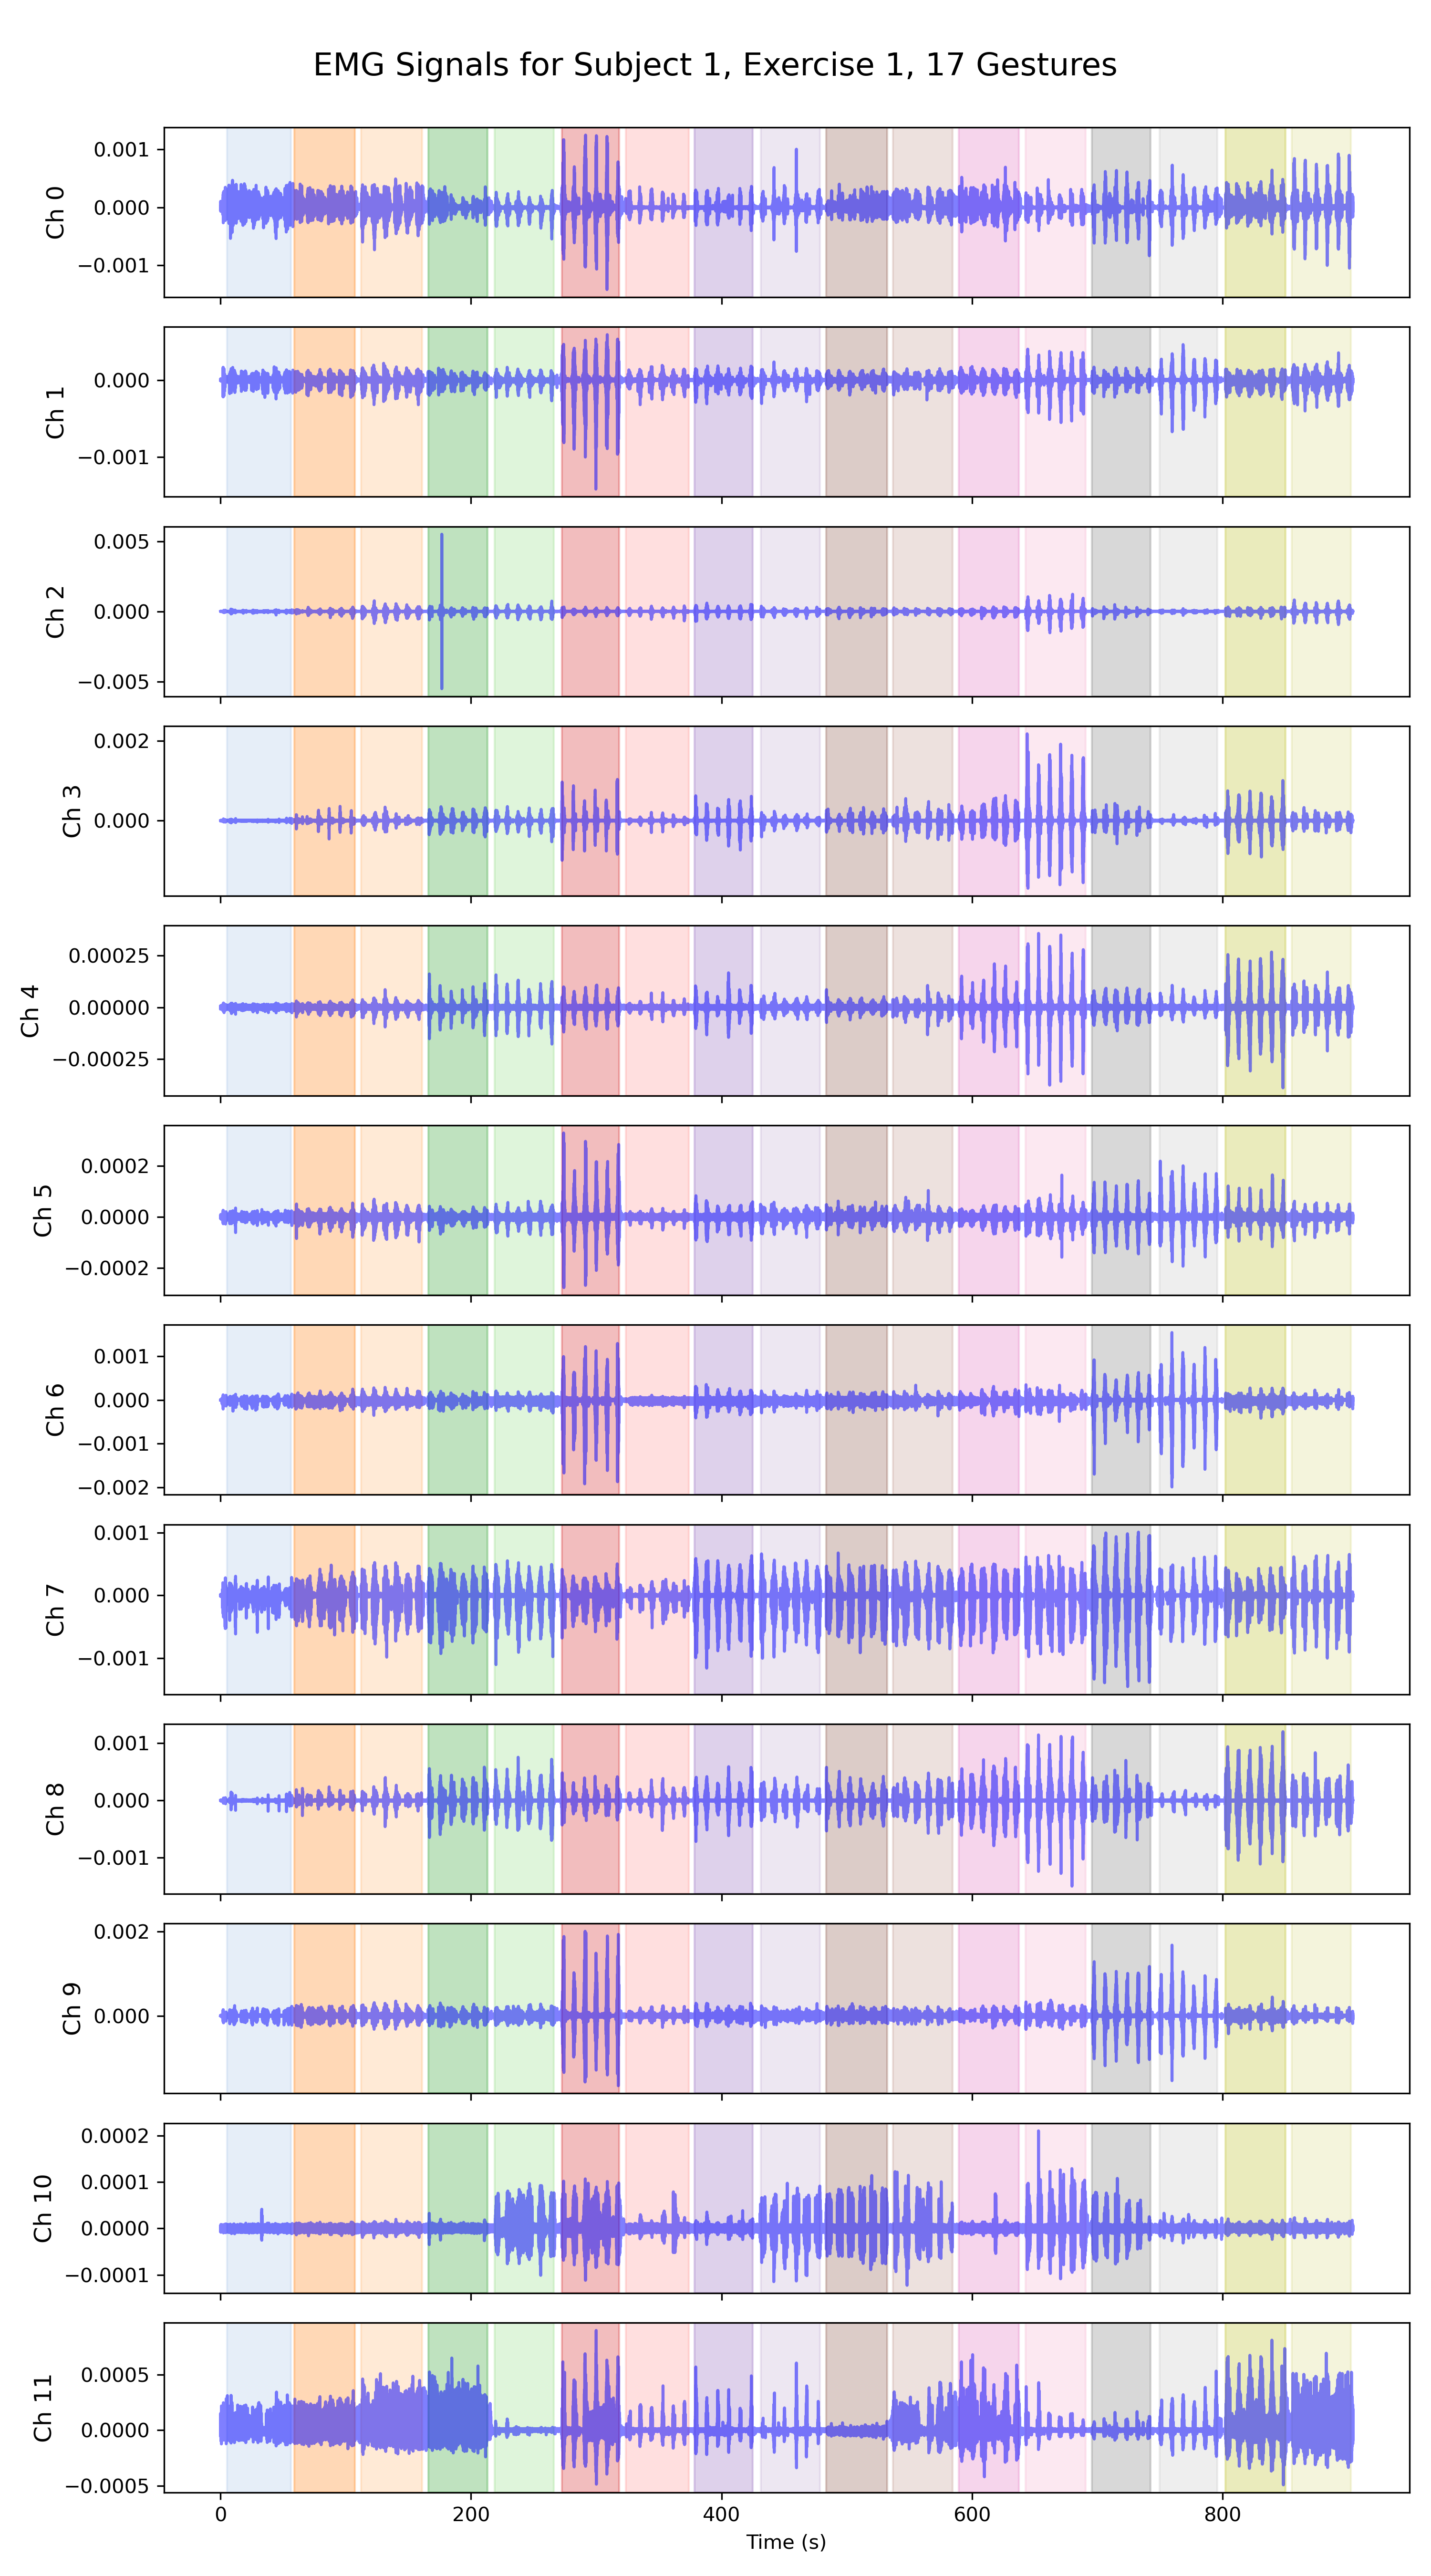 EMG Signals for Subject 1, Exercise 1, 17 Gestures
Ch 0
0.001
0.000
−0.001
Ch 1
0.000
−0.001
Ch 2
0.005
0.000
−0.005
Ch 3
0.002
0.000
Ch 4
0.00025
0.00000
−0.00025
Ch 5
0.0002
0.0000
−0.0002
Ch 6
0.001
0.000
−0.001
−0.002
Ch 7
0.001
0.000
−0.001
Ch 8
0.001
0.000
−0.001
Ch 9
0.002
0.000
Ch 10
0.0002
0.0001
0.0000
−0.0001
Ch 11
0.0005
0.0000
−0.0005
0 200 400 600 800
Time (s)